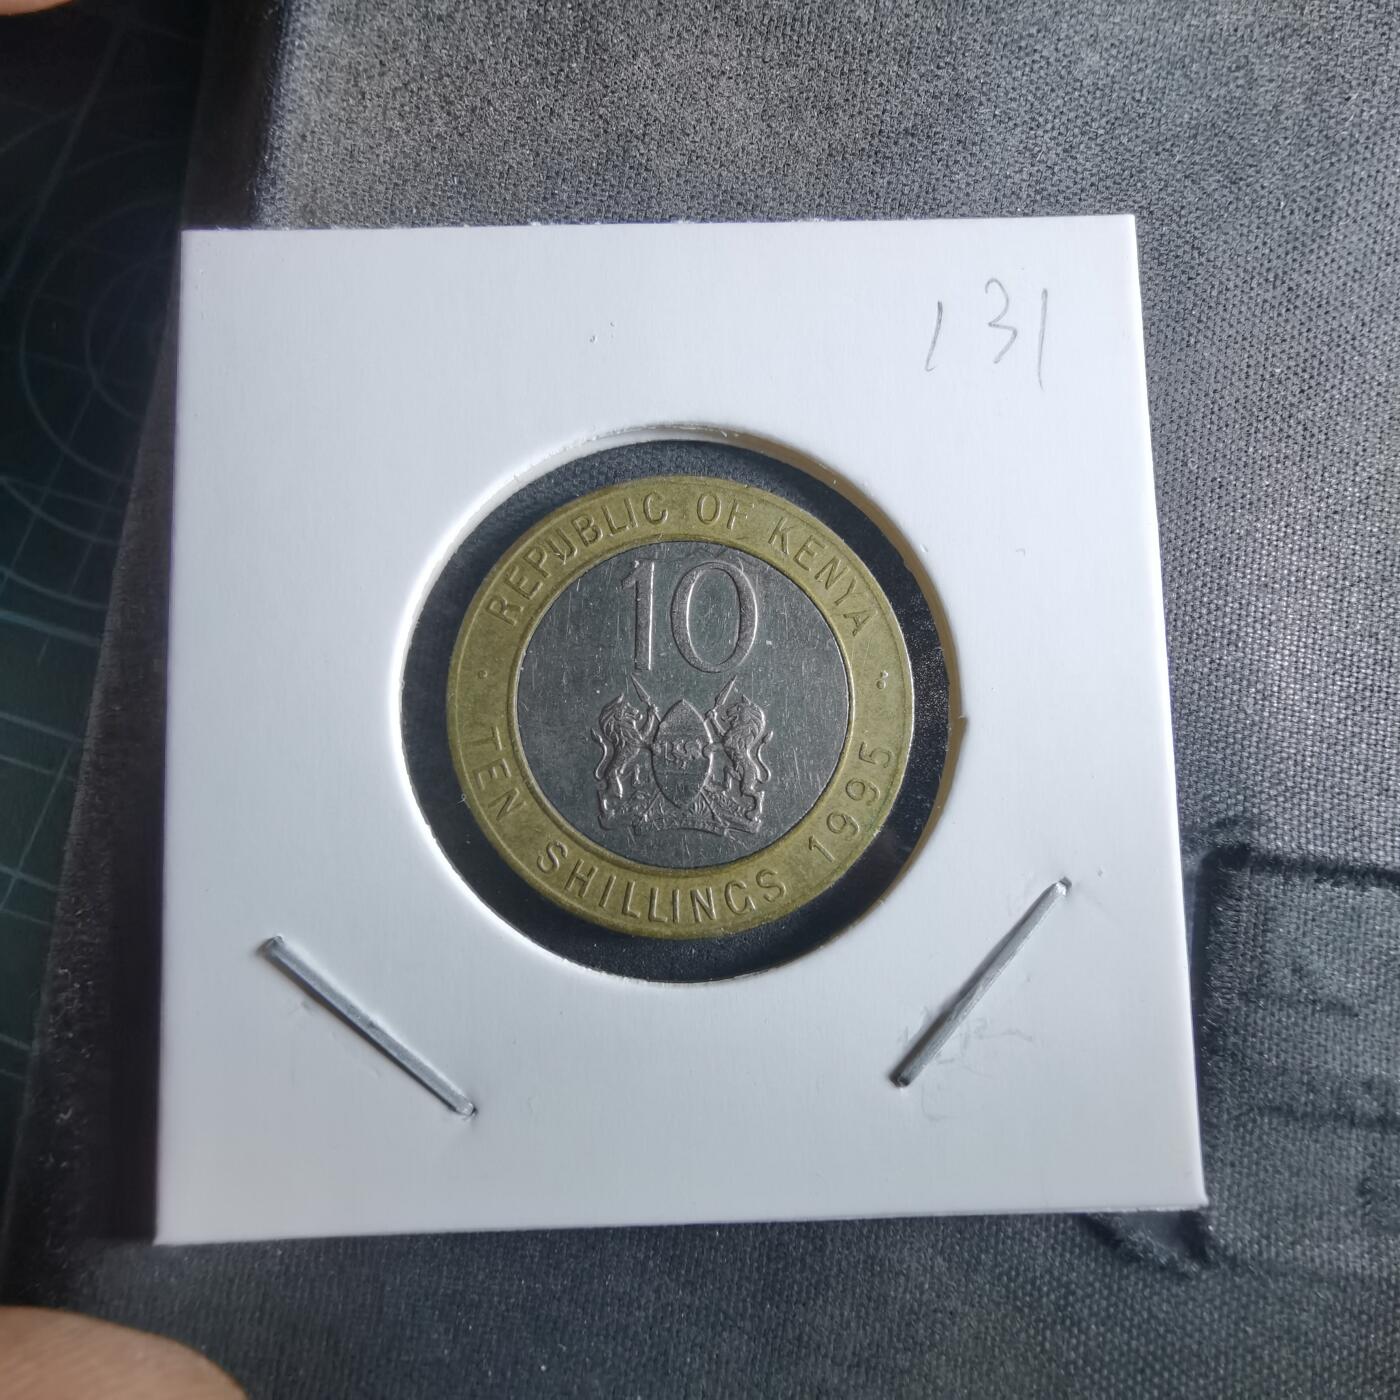 131
REPUBLIC OF KENYA
10
TEN SHILLINGS 1995